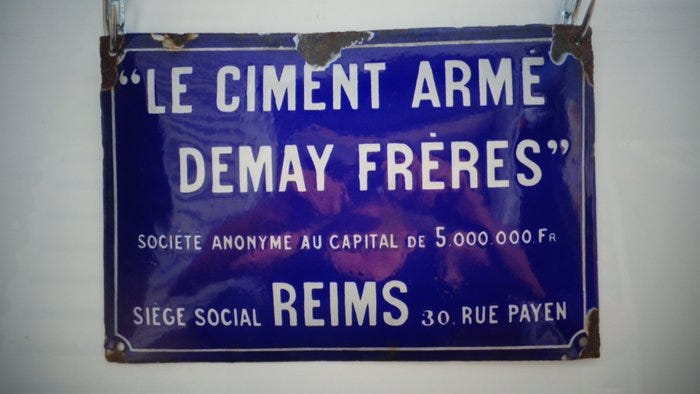 “LE CIMENT ARMÉ
DEMAY FRÈRES”
SOCIÉTÉ ANONYME AU CAPITAL DE 5.000.000.FR
SIÈGE SOCIAL REIMS 30. RUE PAYEN